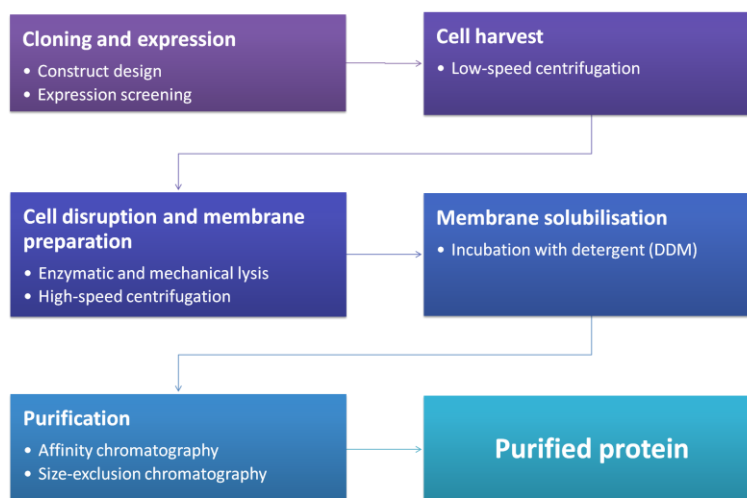 Cloning and expression
• Construct design
• Expression screening
Cell harvest
• Low-speed centrifugation
Cell disruption and membrane
preparation
• Enzymatic and mechanical lysis
• High-speed centrifugation
Membrane solubilisation
• Incubation with detergent (DDM)
Purification
• Affinity chromatography
• Size-exclusion chromatography
Purified protein